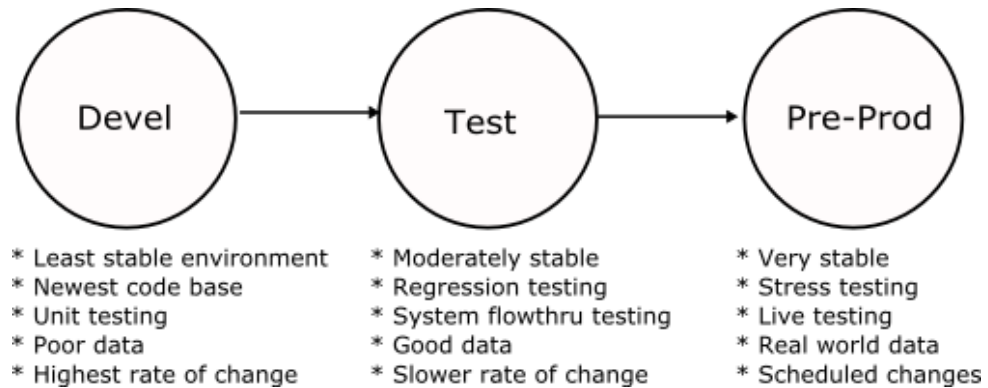 Devel
Test
Pre-Prod
* Least stable environment
* Newest code base
* Unit testing
* Poor data
* Highest rate of change
* Moderately stable
* Regression testing
* System flowthru testing
* Good data
* Slower rate of change
* Very stable
* Stress testing
* Live testing
* Real world data
* Scheduled changes